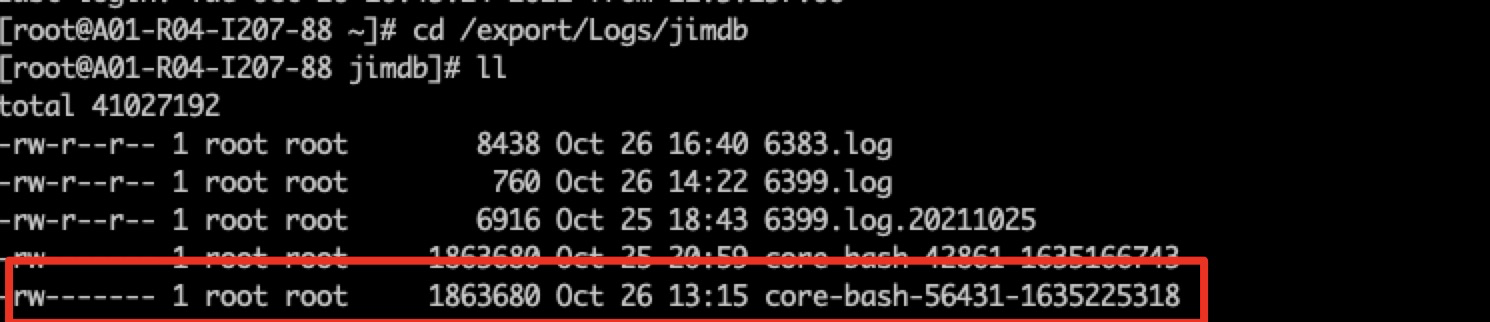 [root@A01-R04-I207-88 ~]# cd /export/Logs/jimdb
[root@A01-R04-I207-88 jimdb]# ll
total 41027192
-rw-r--r-- 1 root root 8438 Oct 26 16:40 6383.log
-rw-r--r-- 1 root root 760 Oct 26 14:22 6399.log
-rw-r--r-- 1 root root 6916 Oct 25 18:43 6399.log.20211025
-rw------- 1 root root 1863680 Oct 25 20:59 core-bash-42861-1635166743
-rw------- 1 root root 1863680 Oct 26 13:15 core-bash-56431-1635225318